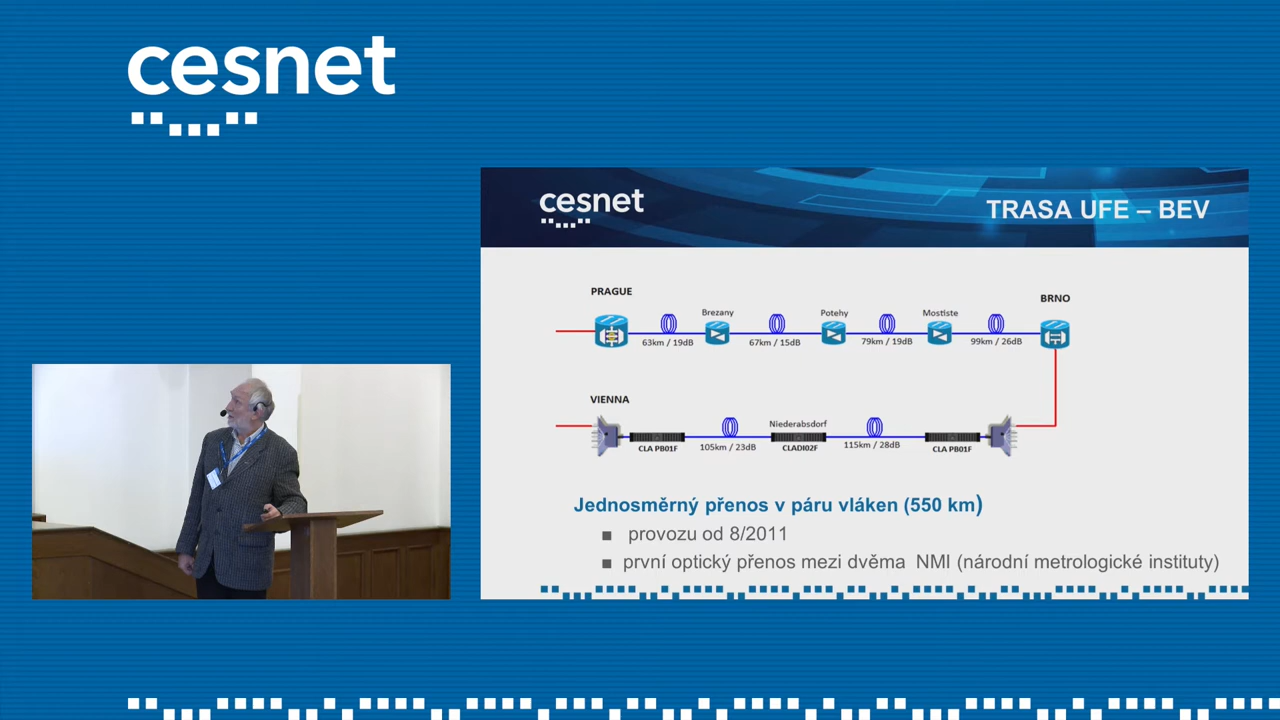 cesnet
cesnet
TRASA UFE – BEV
PRAGUE
BRNO
Brezany
Potehy
Mostiste
63km / 19dB
67km / 15dB
79km / 19dB
99km / 26dB
VIENNA
Niederabsdorf
CLA PB01F
105km / 23dB
CLADI02F
115km / 28dB
CLA PB01F
Jednosměrný přenos v páru vláken (550 km)
provozu od 8/2011
první optický přenos mezi dvěma NMI (národní metrologické instituty)